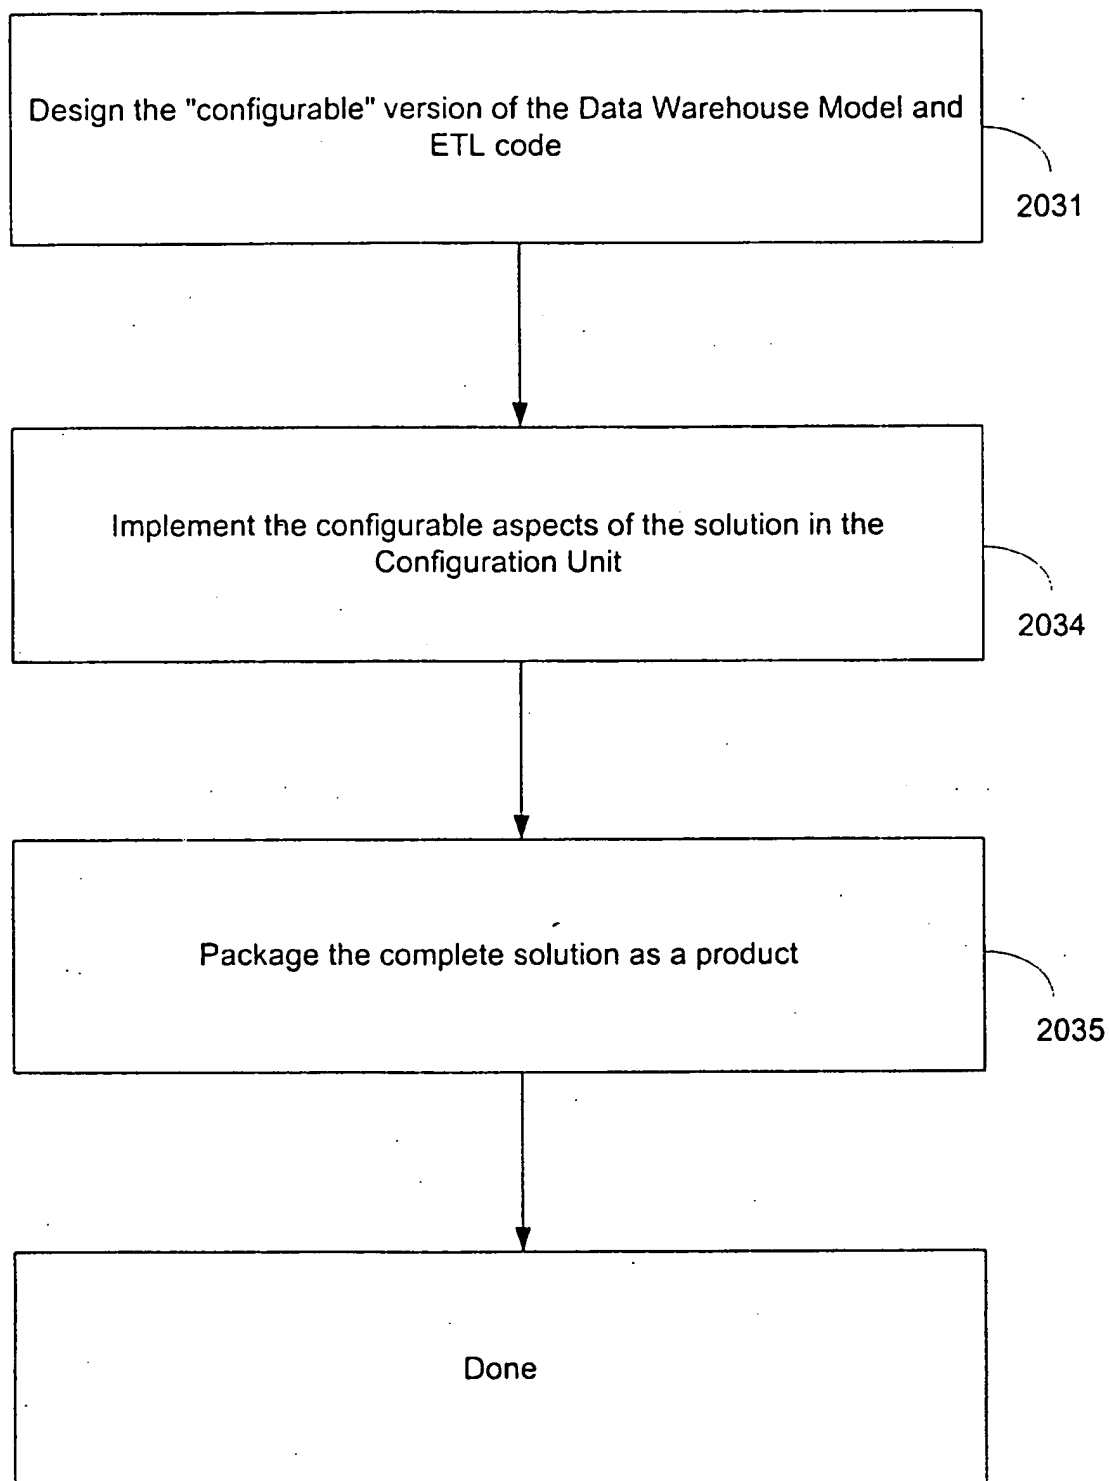 Design the "configurable" version of the Data Warehouse Model and
ETL code
2031
Implement the configurable aspects of the solution in the
Configuration Unit
2034
Package the complete solution as a product
2035
Done